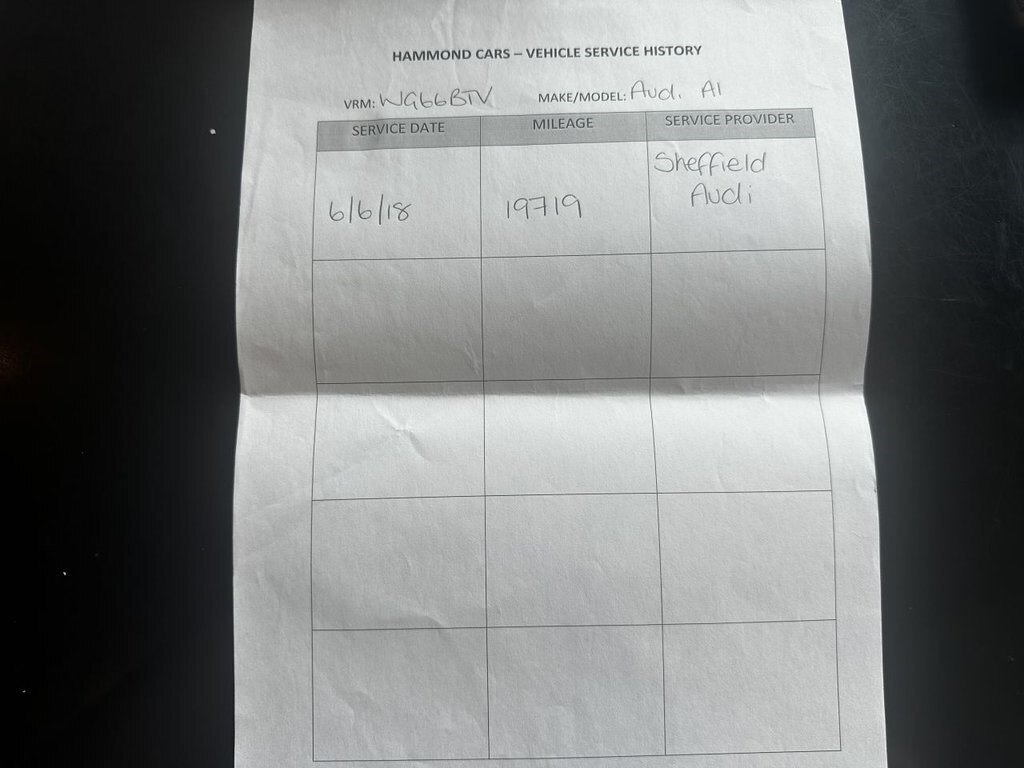 HAMMOND CARS – VEHICLE SERVICE HISTORY
VRM: WG66BTV MAKE/MODEL: Audi A1
SERVICE DATE MILEAGE SERVICE PROVIDER
6/6/18 19719 Sheffield
Audi